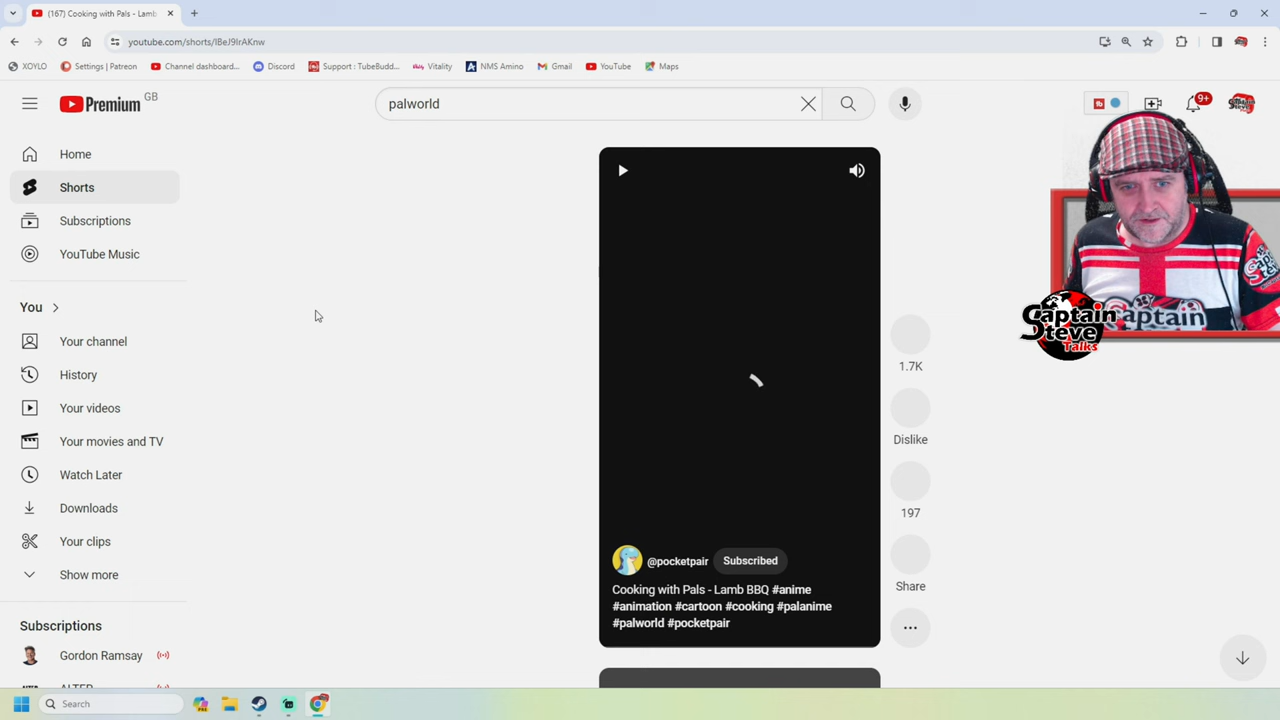 (167) Cooking with Pals - Lamb
youtube.com/shorts/lBeJ9lrAKnw
XOYLO
Settings | Patreon
Channel dashboard...
Discord
Support : TubeBudd...
Vitality
NMS Amino
Gmail
YouTube
Maps
Premium GB
palworld
9+
Home
Shorts
Subscriptions
YouTube Music
You
Your channel
History
Your videos
Your movies and TV
Watch Later
Downloads
Your clips
Show more
Subscriptions
Gordon Ramsay
ALTER
1.7K
Dislike
197
Share
@pocketpair Subscribed
Cooking with Pals - Lamb BBQ #anime
#animation #cartoon #cooking #palanime
#palworld #pocketpair
Captain
Steve
Talks
Captain
Search